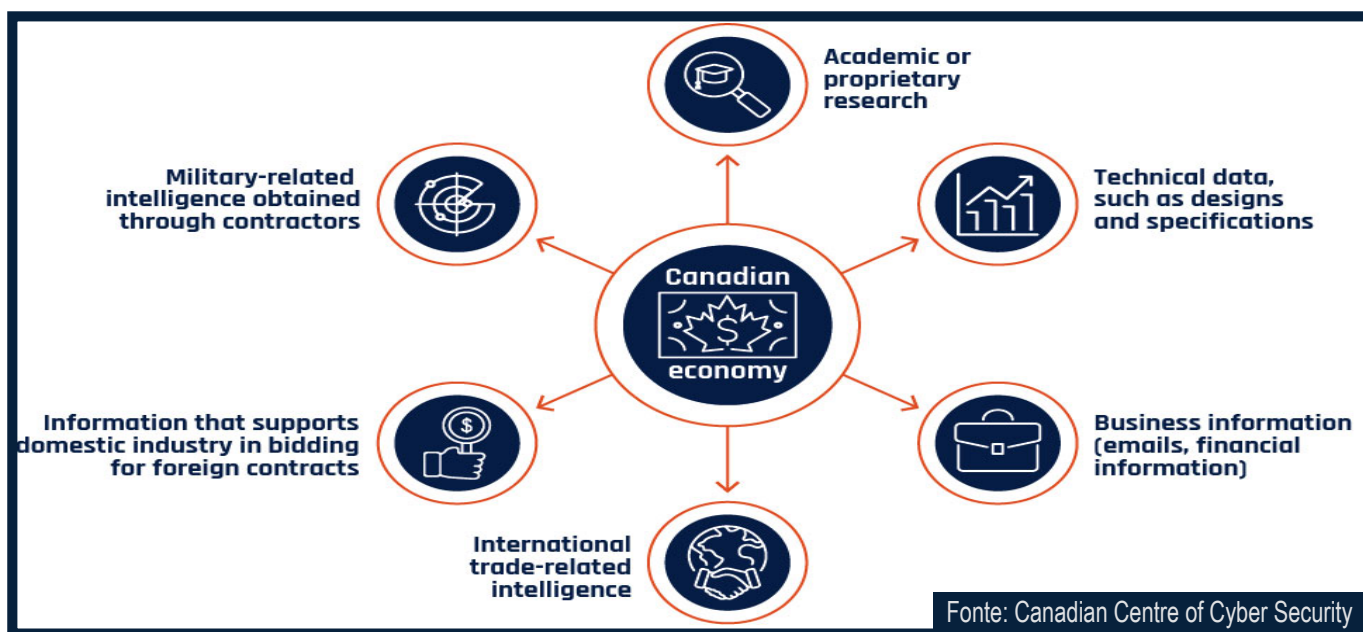 Academic or
proprietary
research
Military-related
intelligence obtained
through contractors
Technical data,
such as designs
and specifications
Canadian
$
economy
Information that supports
domestic industry in bidding
for foreign contracts
$
Business information
(emails, financial
information)
International
trade-related
intelligence
Fonte: Canadian Centre of Cyber Security